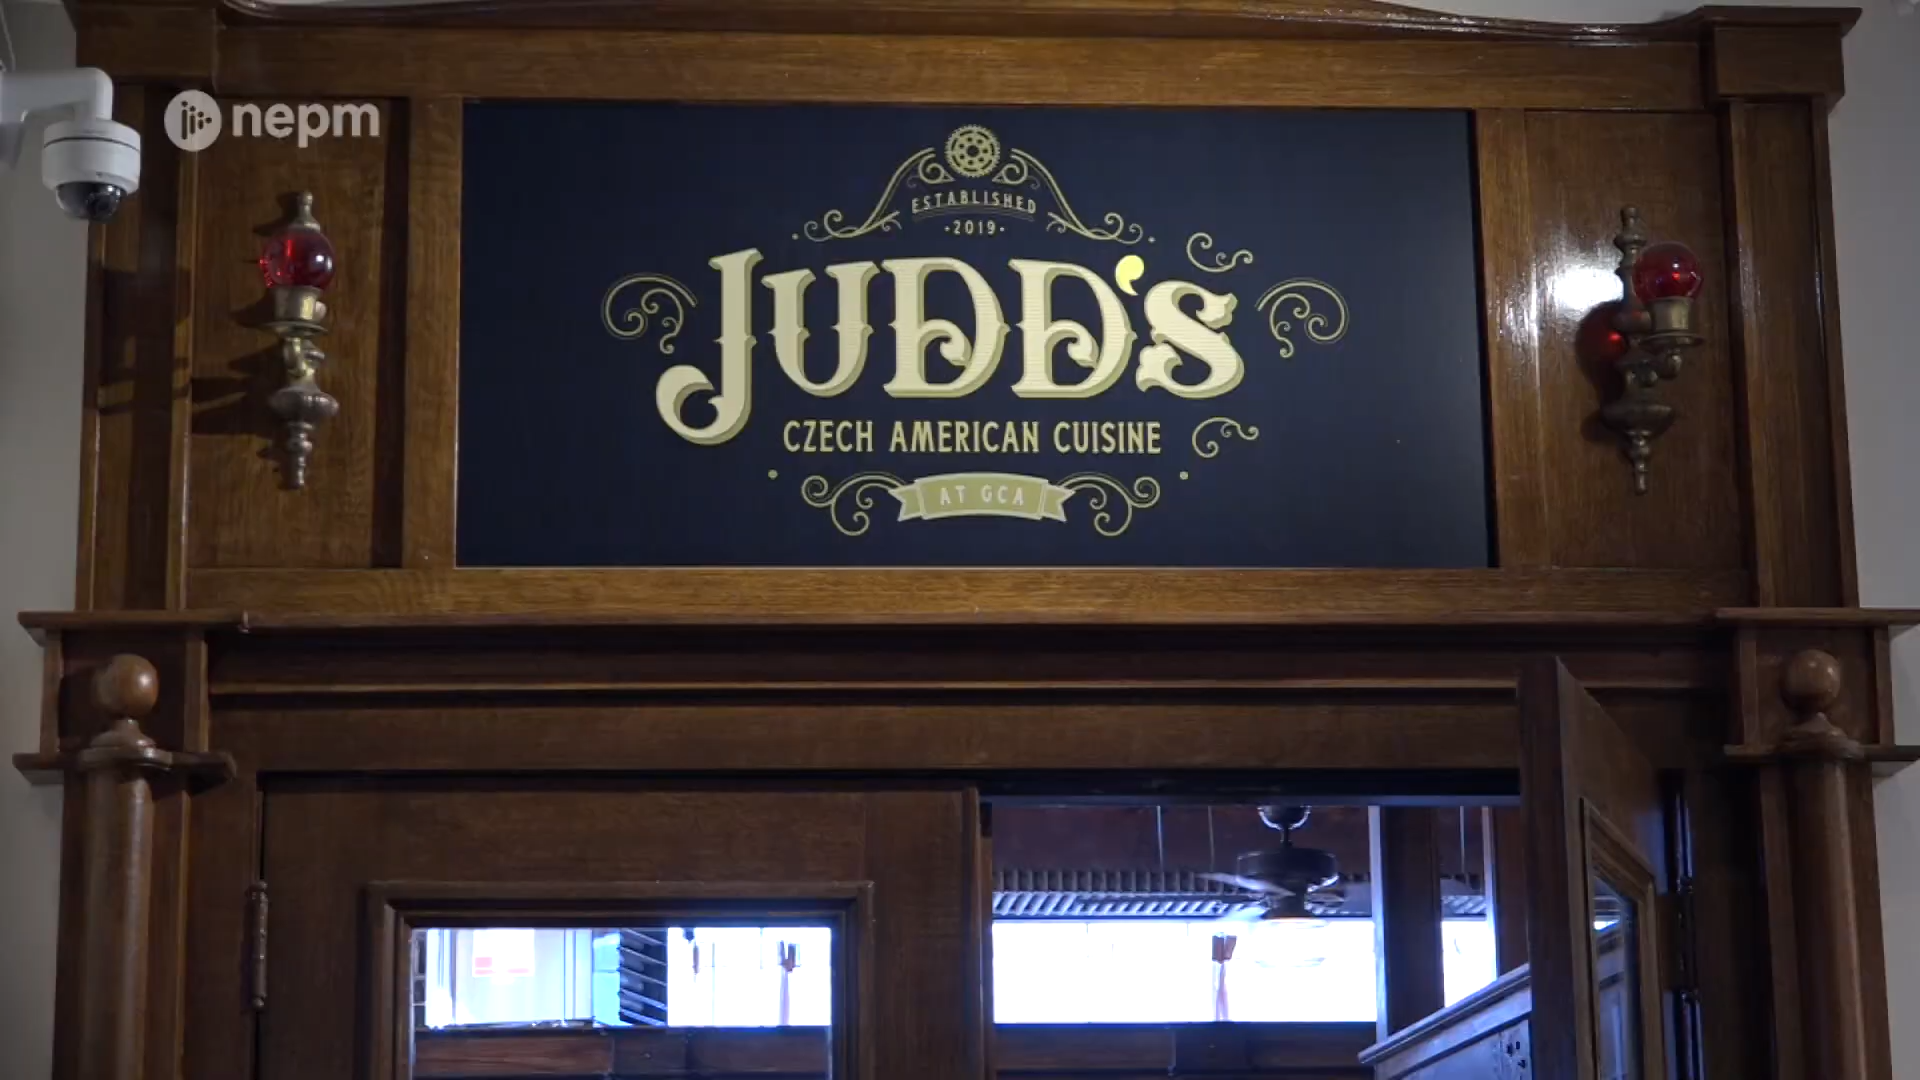 nepm
ESTABLISHED
·2019·
JUDD'S
CZECH AMERICAN CUISINE
AT GCA